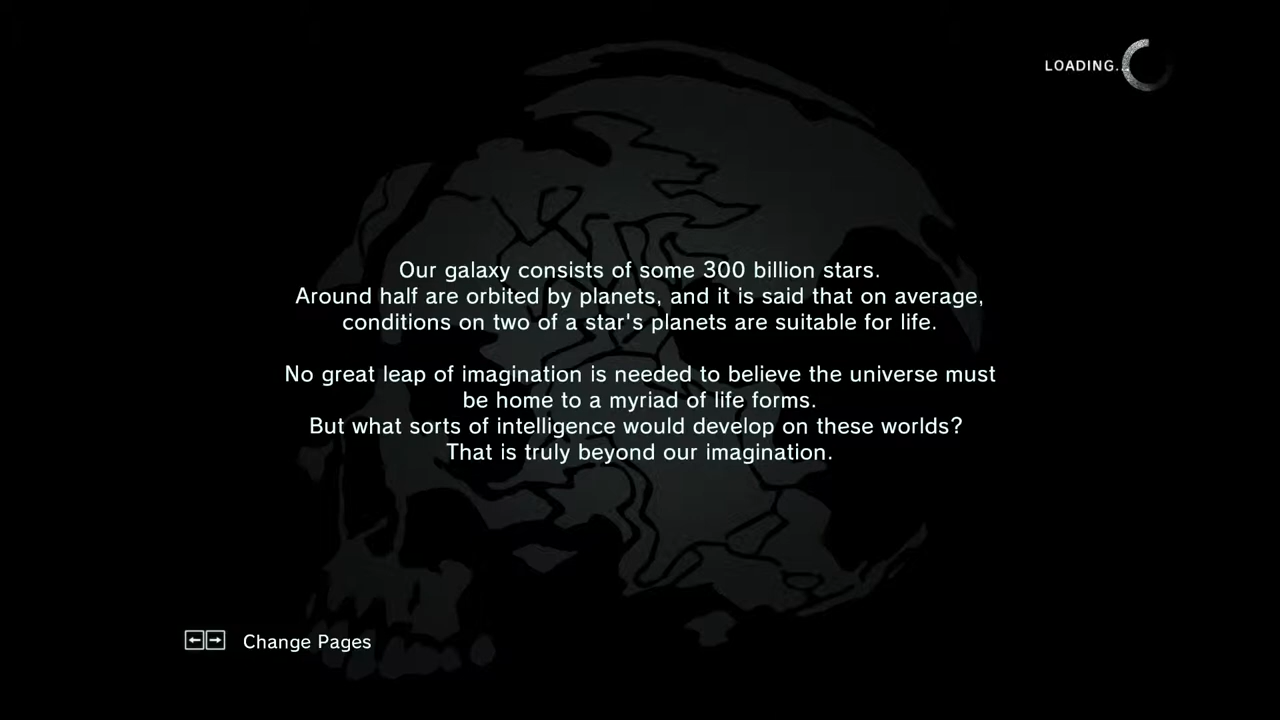 LOADING...
Our galaxy consists of some 300 billion stars.
Around half are orbited by planets, and it is said that on average,
conditions on two of a star's planets are suitable for life.
No great leap of imagination is needed to believe the universe must
be home to a myriad of life forms.
But what sorts of intelligence would develop on these worlds?
That is truly beyond our imagination.
Change Pages